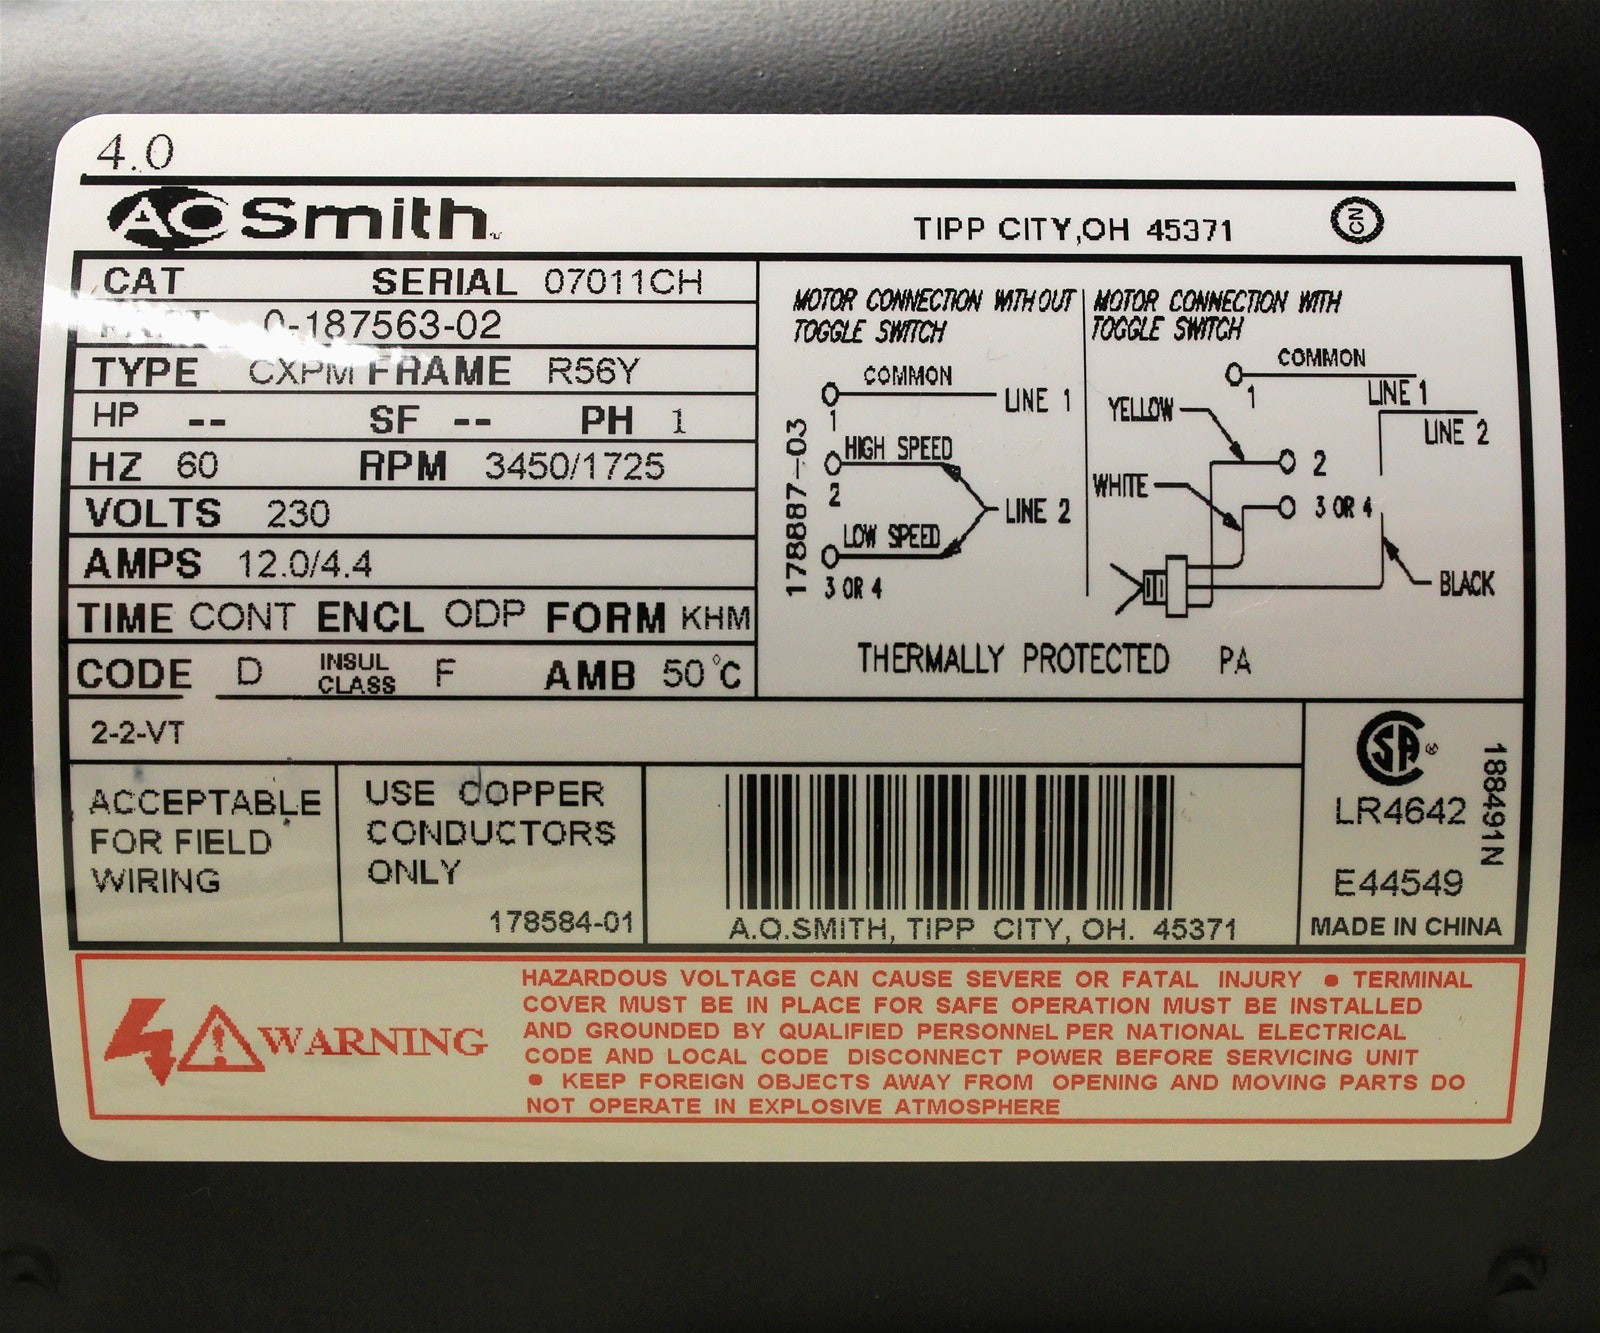 4.0
AO Smith
TIPP CITY,OH 45371
CN
CAT SERIAL 07011CH
PART 0-187563-02
TYPE CXPM FRAME R56Y
HP -- SF -- PH 1
HZ 60 RPM 3450/1725
VOLTS 230
AMPS 12.0/4.4
TIME CONT ENCL ODP FORM KHM
CODE D INSUL CLASS F AMB 50°C
MOTOR CONNECTION WITHOUT
TOGGLE SWITCH
COMMON
LINE 1
1
HIGH SPEED
2
LINE 2
LOW SPEED
3 OR 4
178887-03
MOTOR CONNECTION WITH
TOGGLE SWITCH
COMMON
1
LINE 1
YELLOW
LINE 2
2
WHITE
3 OR 4
BLACK
THERMALLY PROTECTED PA
2-2-VT
ACCEPTABLE
FOR FIELD
WIRING
USE COPPER
CONDUCTORS
ONLY
178584-01
A.O.SMITH, TIPP CITY, OH. 45371
SA ®
LR4642
E44549
188491N
MADE IN CHINA
WARNING
HAZARDOUS VOLTAGE CAN CAUSE SEVERE OR FATAL INJURY • TERMINAL
COVER MUST BE IN PLACE FOR SAFE OPERATION MUST BE INSTALLED
AND GROUNDED BY QUALIFIED PERSONNEL PER NATIONAL ELECTRICAL
CODE AND LOCAL CODE DISCONNECT POWER BEFORE SERVICING UNIT
• KEEP FOREIGN OBJECTS AWAY FROM OPENING AND MOVING PARTS DO
NOT OPERATE IN EXPLOSIVE ATMOSPHERE